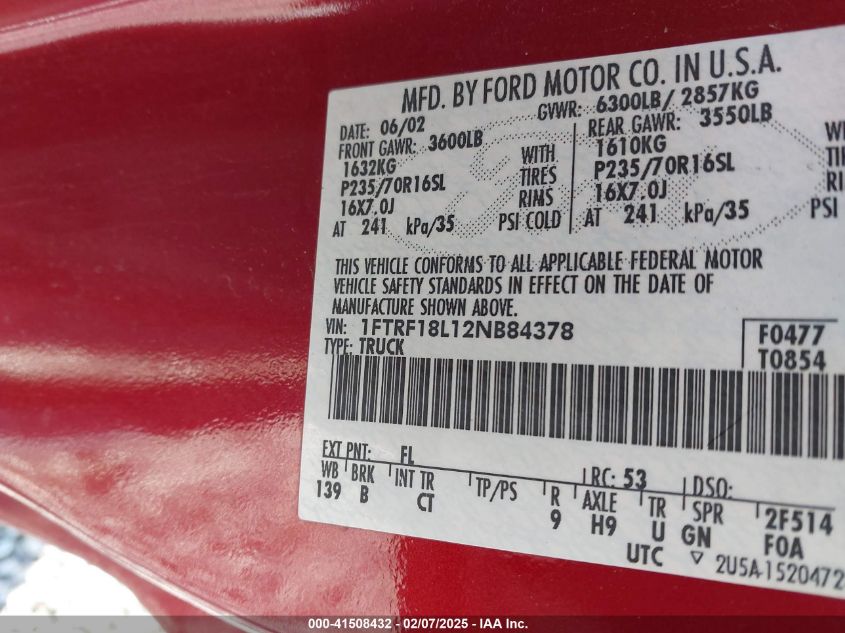 MFD. BY FORD MOTOR CO. IN U.S.A.
DATE: 06/02 GVWR: 6300LB/ 2857KG
FRONT GAWR: 3600LB REAR GAWR: 3550LB
1632KG WITH 1610KG
P235/70R16SL TIRES P235/70R16SL
16X7.0J RIMS 16X7.0J
AT 241 kPa/35 PSI COLD AT 241 kPa/35 PSI
THIS VEHICLE CONFORMS TO ALL APPLICABLE FEDERAL MOTOR
VEHICLE SAFETY STANDARDS IN EFFECT ON THE DATE OF
MANUFACTURE SHOWN ABOVE.
VIN: 1FTRF18L12NB84378 F0477
TYPE: TRUCK T0854
EXT PNT: FL RC: 53 DSO:
WB BRK INT TR TP/PS R AXLE TR SPR 2F514
139 B CT 9 H9 U GN F0A
UTC ▽ 2U5A-1520472
000-41508432 - 02/07/2025 - IAA Inc.